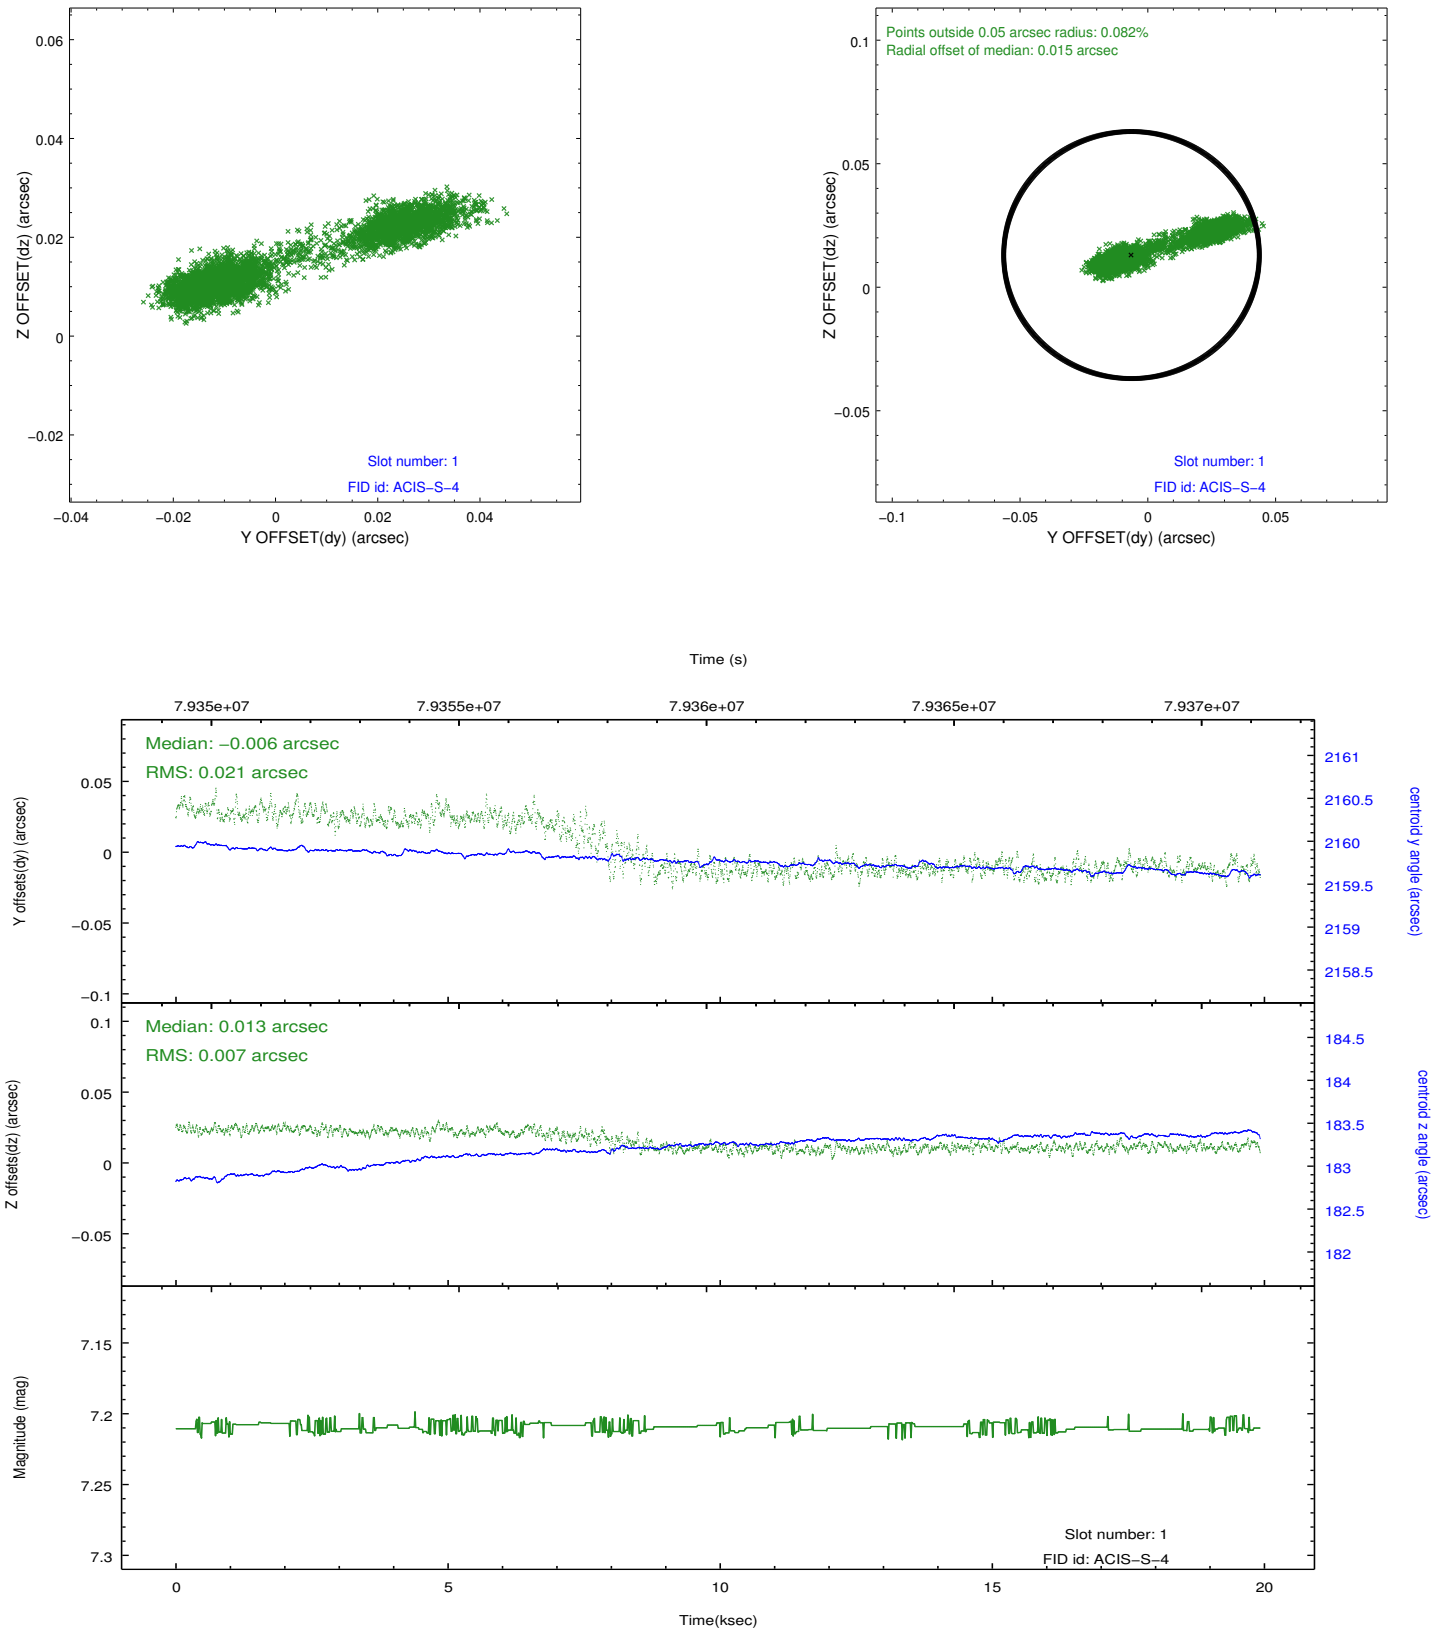 0.06
0.04
0.02
0
−0.02
Z OFFSET(dz) (arcsec)
Slot number: 1
FID id: ACIS−S−4
−0.04
−0.02
0
0.02
0.04
Y OFFSET(dy) (arcsec)
Points outside 0.05 arcsec radius: 0.082%
Radial offset of median: 0.015 arcsec
0.1
0.05
0
−0.05
Z OFFSET(dz) (arcsec)
Slot number: 1
FID id: ACIS−S−4
−0.1
−0.05
0
0.05
Y OFFSET(dy) (arcsec)
Time (s)
7.935e+07
7.9355e+07
7.936e+07
7.9365e+07
7.937e+07
Median: −0.006 arcsec
RMS: 0.021 arcsec
0.05
0
−0.05
−0.1
Y offsets(dy) (arcsec)
2161
2160.5
2160
2159.5
2159
2158.5
centroid y angle (arcsec)
Median: 0.013 arcsec
RMS: 0.007 arcsec
0.1
0.05
0
−0.05
Z offsets(dz) (arcsec)
184.5
184
183.5
183
182.5
182
centroid z angle (arcsec)
7.15
7.2
7.25
7.3
Magnitude (mag)
Slot number: 1
FID id: ACIS−S−4
0
5
10
15
20
Time(ksec)